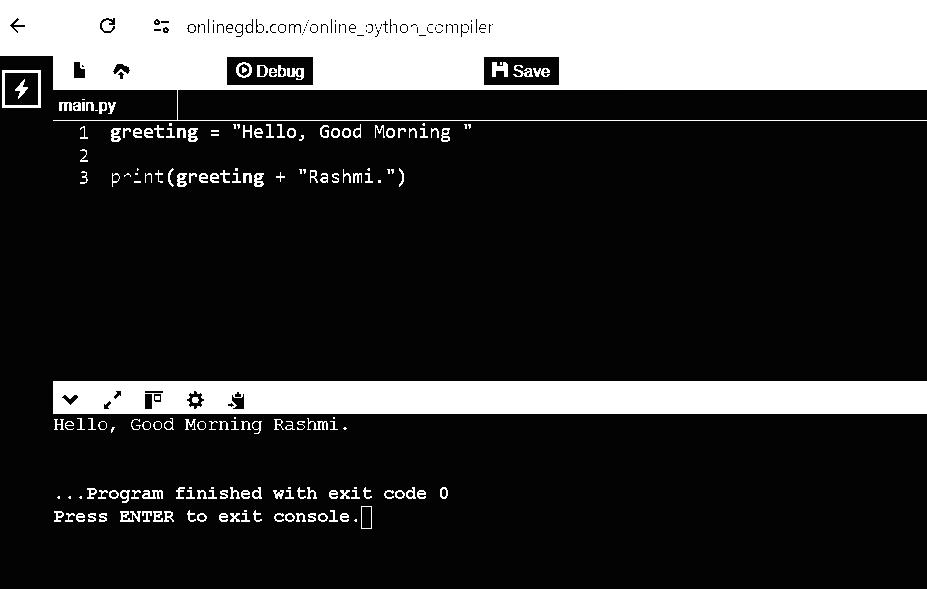 onlinegdb.com/online_python_compiler
Debug
Save
main.py
1 greeting = "Hello, Good Morning "
2
3 print(greeting + "Rashmi.")
Hello, Good Morning Rashmi.
...Program finished with exit code 0
Press ENTER to exit console.